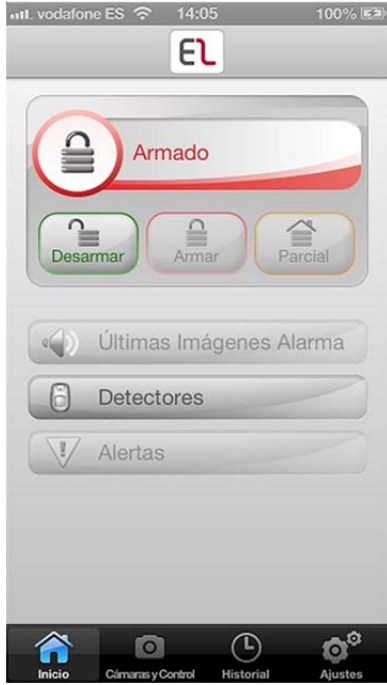 vodafone ES 14:05 100%
EL
Armado
Desarmar Armar Parcial
Últimas Imágenes Alarma
Detectores
Alertas
Inicio Cámaras y Control Historial Ajustes